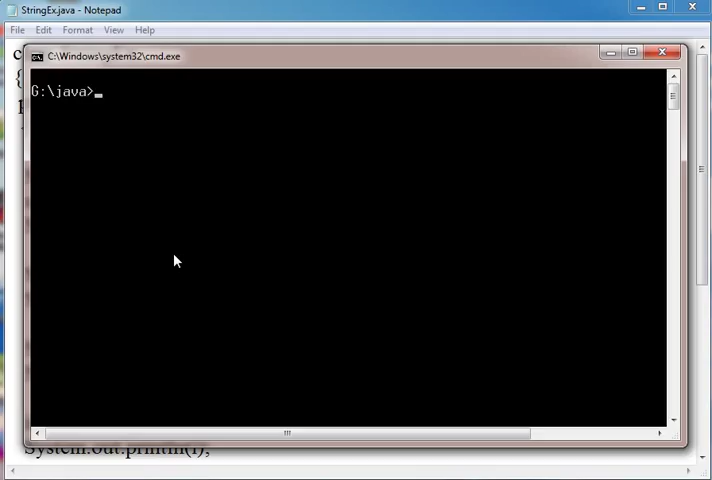 StringEx.java - Notepad
File Edit Format View Help
C:\Windows\system32\cmd.exe
G:\java>
System.out.println(i);